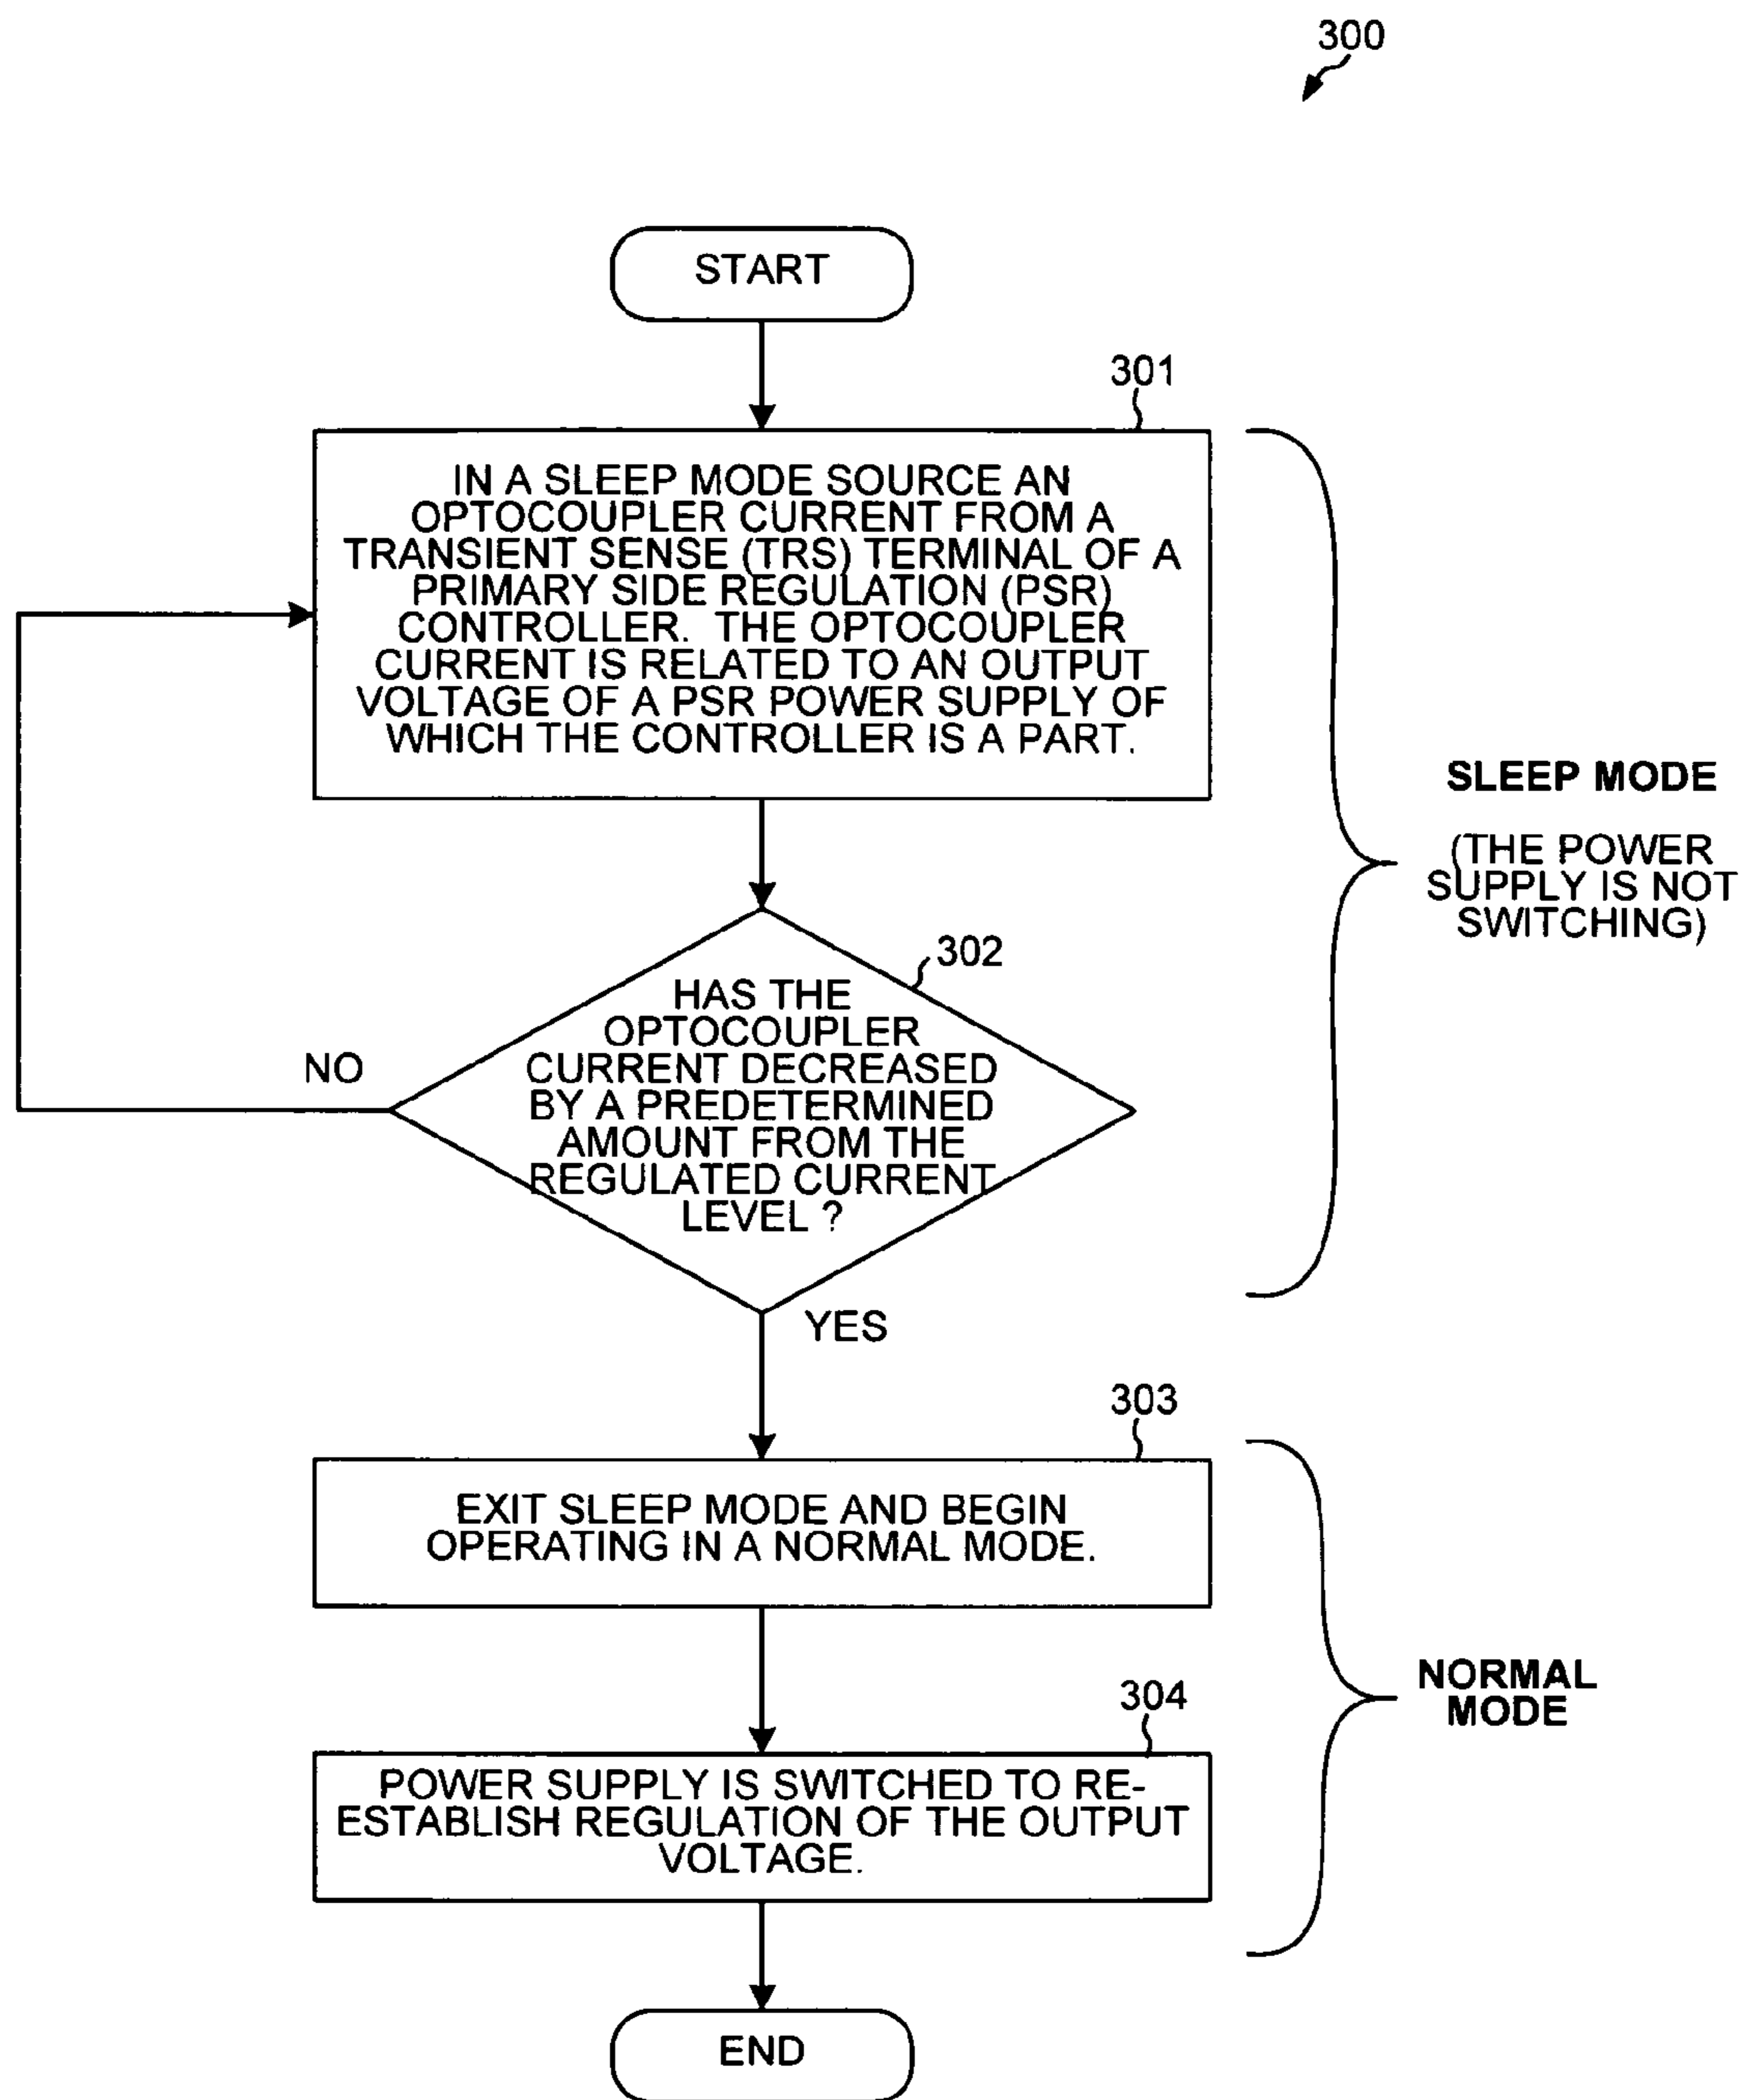 300
START
301
IN A SLEEP MODE SOURCE AN
OPTOCOUPLER CURRENT FROM A
TRANSIENT SENSE (TRS) TERMINAL OF A
PRIMARY SIDE REGULATION (PSR)
CONTROLLER. THE OPTOCOUPLER
CURRENT IS RELATED TO AN OUTPUT
VOLTAGE OF A PSR POWER SUPPLY OF
WHICH THE CONTROLLER IS A PART.
SLEEP MODE
(THE POWER
SUPPLY IS NOT
SWITCHING)
302
HAS THE
OPTOCOUPLER
CURRENT DECREASED
BY A PREDETERMINED
AMOUNT FROM THE
REGULATED CURRENT
LEVEL ?
NO
YES
303
EXIT SLEEP MODE AND BEGIN
OPERATING IN A NORMAL MODE.
NORMAL
MODE
304
POWER SUPPLY IS SWITCHED TO RE-
ESTABLISH REGULATION OF THE OUTPUT
VOLTAGE.
END